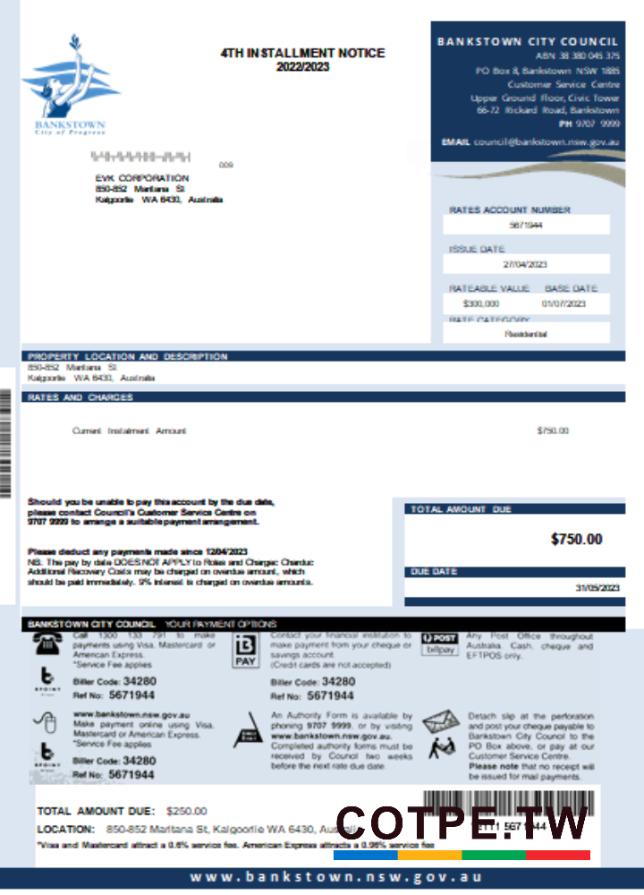 4TH INSTALLMENT NOTICE
2022/2023
BANKSTOWN
City of Progress
BANKSTOWN CITY COUNCIL
ABN 38 380 045 375
PO Box 8, Bankstown NSW 1885
Customer Service Centre
Upper Ground Floor, Civic Tower
66-72 Rickard Road, Bankstown
PH 9707 9999
EMAIL council@bankstown.nsw.gov.au
009
EVK CORPORATION
850-852 Maritana St
Kalgoorlie WA 6430, Australia
RATES ACCOUNT NUMBER
5671944
ISSUE DATE
27/04/2023
RATEABLE VALUE BASE DATE
$300,000 01/07/2023
RATE CATEGORY
Residential
PROPERTY LOCATION AND DESCRIPTION
850-852 Maritana St
Kalgoorlie WA 6430, Australia
RATES AND CHARGES
Current Instalment Amount $750.00
Should you be unable to pay this account by the due date,
please contact Council's Customer Service Centre on
9707 9999 to arrange a suitable payment arrangement.
Please deduct any payments made since 12/04/2023
NS. The pay by date DOES NOT APPLY to
Additional Recovery Costs may be charged on overdue amount, which
should be paid immediately. 9% interest is charged on overdue amounts.
TOTAL AMOUNT DUE
$750.00
DUE DATE
31/05/2023
BANKSTOWN CITY COUNCIL YOUR PAYMENT OPTIONS
Call 1300 133 791 to make
payments using Visa, Mastercard or
American Express.
*Service Fee applies
BPOINT
Biller Code: 34280
Ref No: 5671944
B
PAY
Contact your financial institution to
make payment from your cheque or
savings account
(Credit cards are not accepted)
Biller Code: 34280
Ref No: 5671944
POST
billpay
Any Post Office throughout
Australia. Cash, cheque and
EFTPOS only.
www.bankstown.nsw.gov.au
Make payment online using Visa,
Mastercard or American Express.
*Service Fee applies
BPOINT
Biller Code: 34280
Ref No: 5671944
An Authority Form is available by
phoning 9707 9999, or by visiting
www.bankstown.nsw.gov.au.
Completed authority forms must be
received by Council two weeks
before the next rate due date.
Detach slip at the perforation
and post your cheque payable to
Bankstown City Council to the
PO Box above, or pay at our
Customer Service Centre.
Please note that no receipt will
be issued for mail payments.
TOTAL AMOUNT DUE: $250.00
LOCATION: 850-852 Maritana St, Kalgoorlie WA 6430,
*Visa and Mastercard attract a 0.6% service fee. American Express attracts a 0.96% service fee
COTPE.TW
www.bankstown.nsw.gov.au